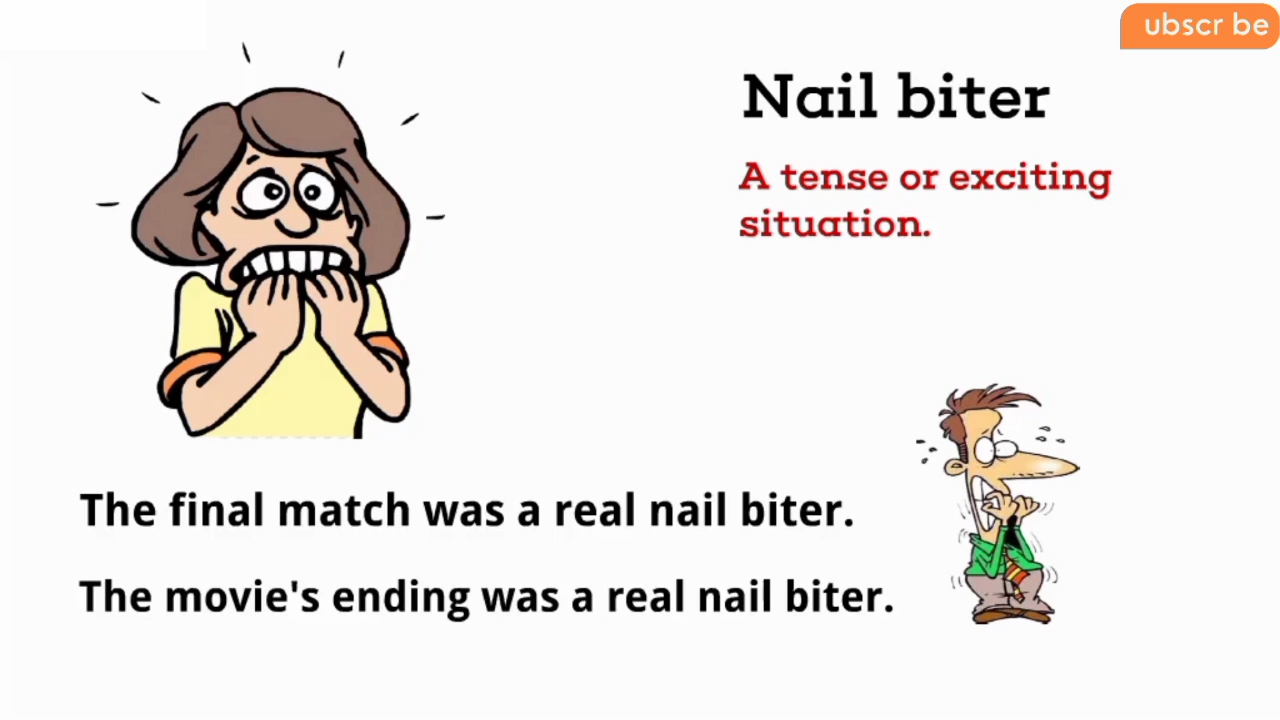 ubscr be
Nail biter
A tense or exciting
situation.
The final match was a real nail biter.
The movie's ending was a real nail biter.